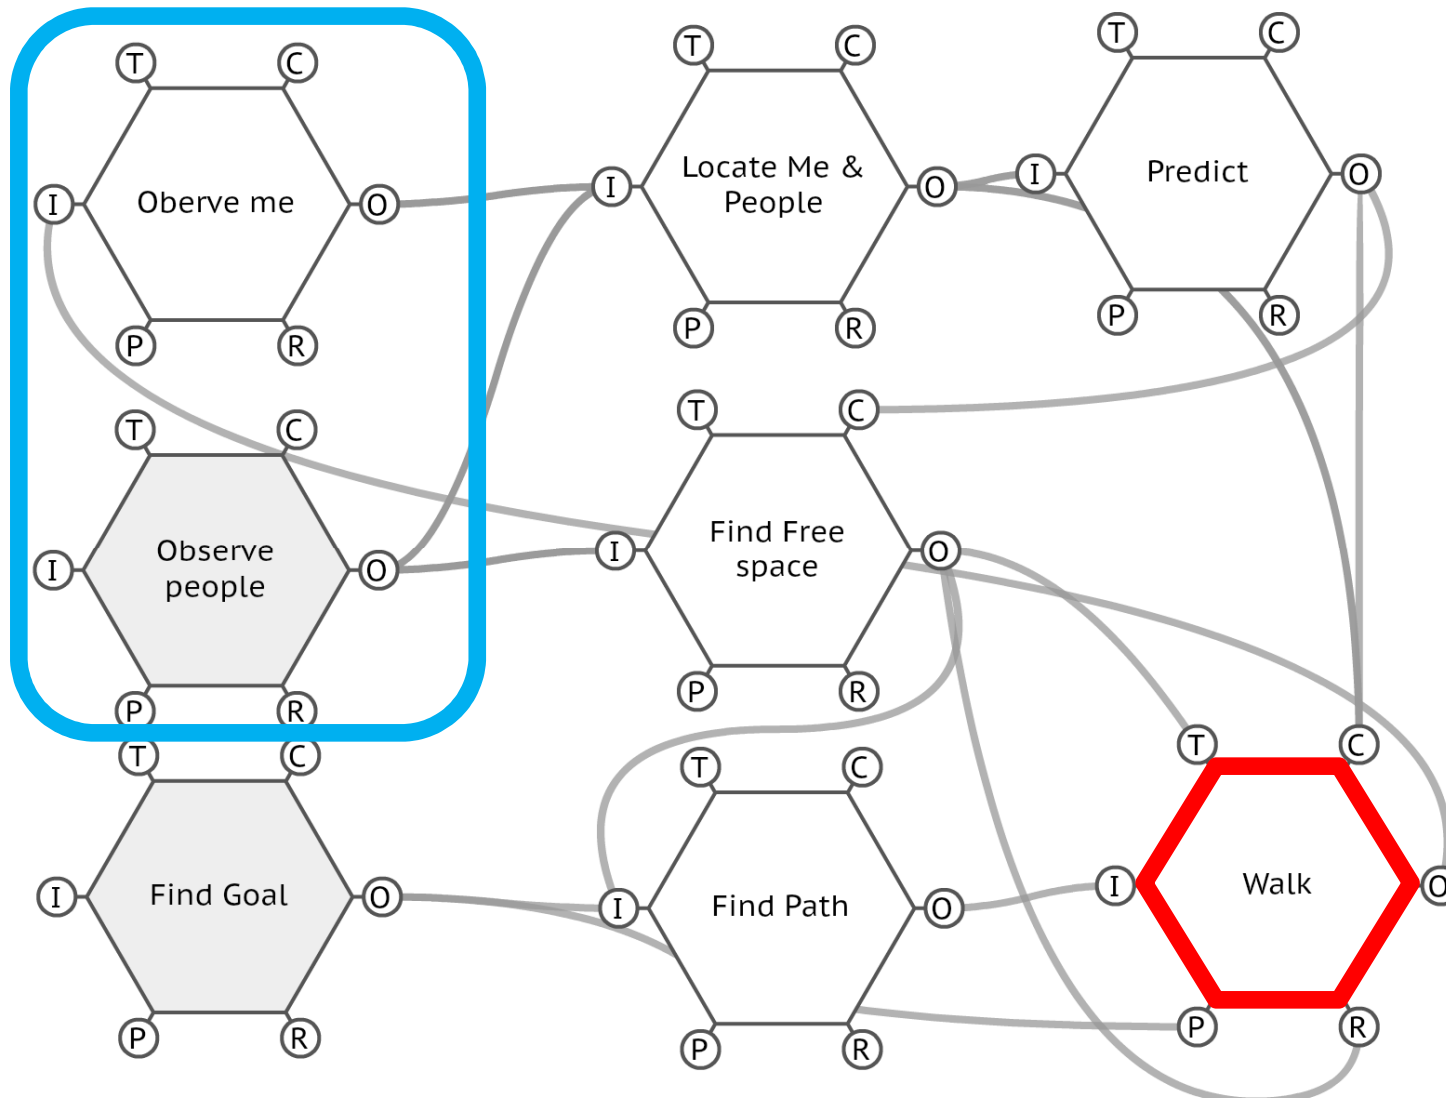 T
C
I
Oberve me
O
P
R
T
C
I
Locate Me &
People
O
P
R
T
C
I
Predict
O
P
R
T
C
I
Observe
people
O
P
R
T
C
I
Find Free
space
O
P
R
T
C
I
Find Goal
O
P
R
T
C
I
Find Path
O
P
R
T
C
I
Walk
O
P
R